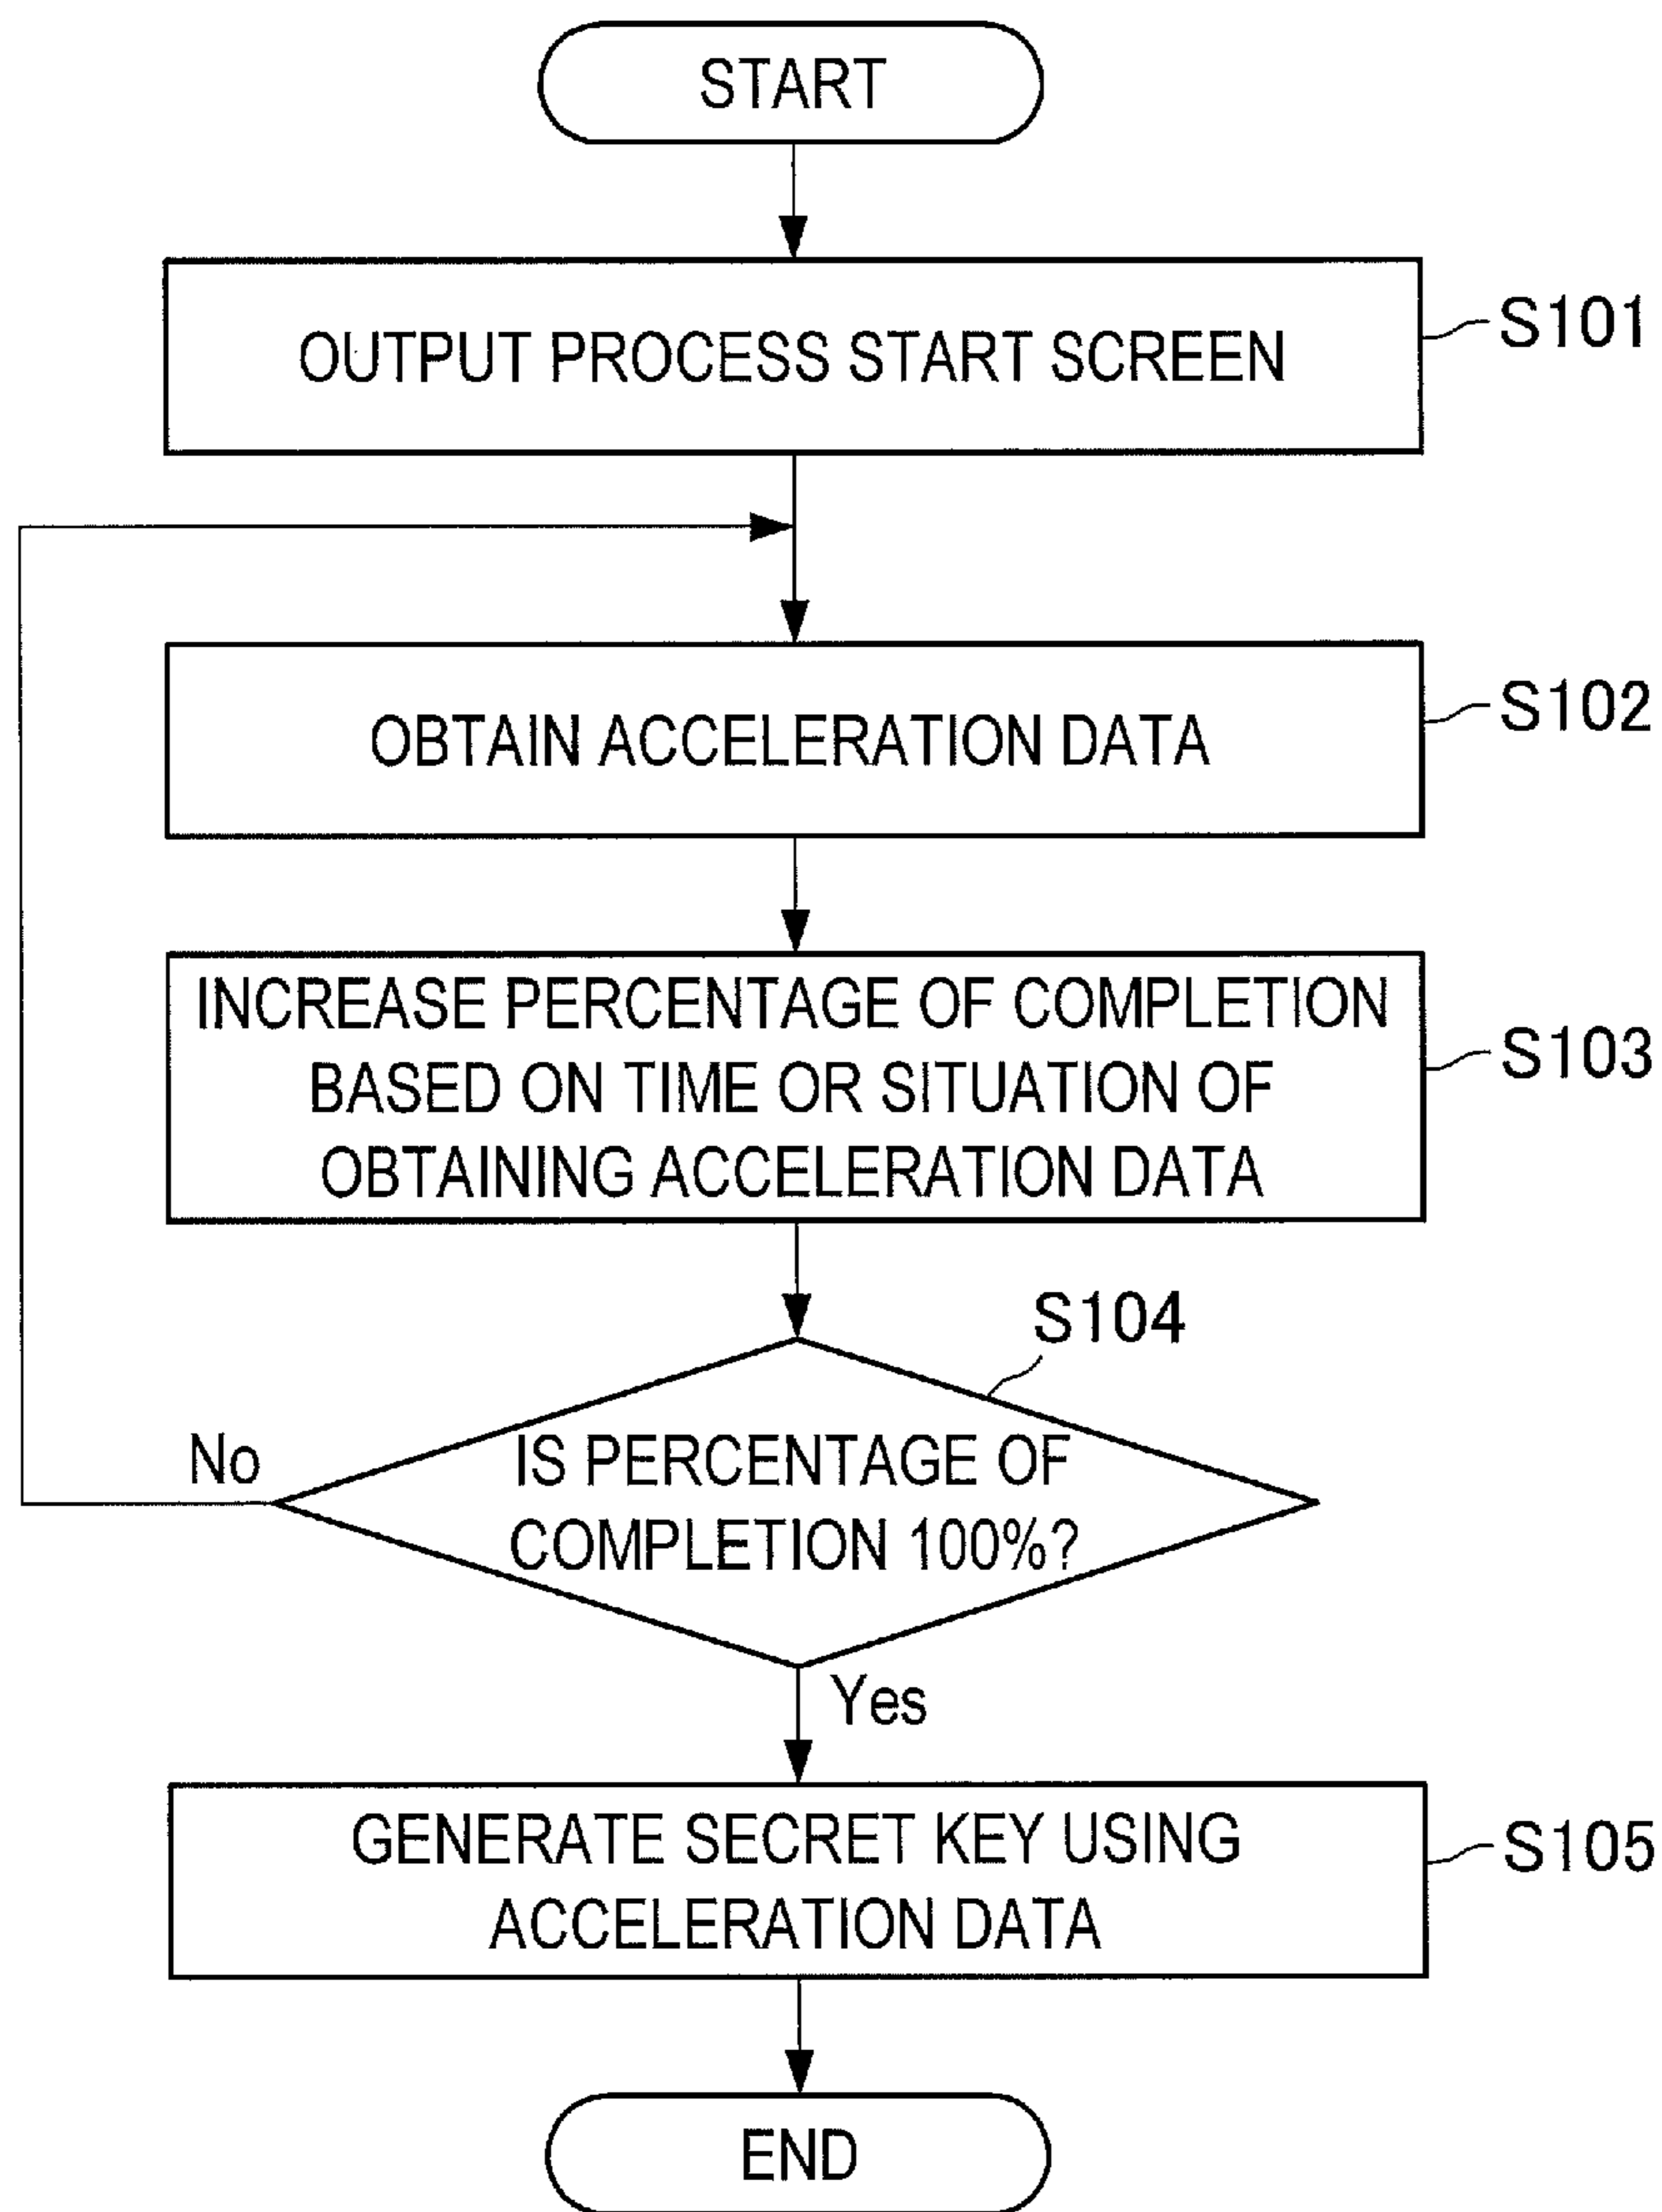 START
OUTPUT PROCESS START SCREEN
S101
OBTAIN ACCELERATION DATA
S102
INCREASE PERCENTAGE OF COMPLETION
BASED ON TIME OR SITUATION OF
OBTAINING ACCELERATION DATA
S103
S104
IS PERCENTAGE OF
COMPLETION 100%?
No
Yes
GENERATE SECRET KEY USING
ACCELERATION DATA
S105
END